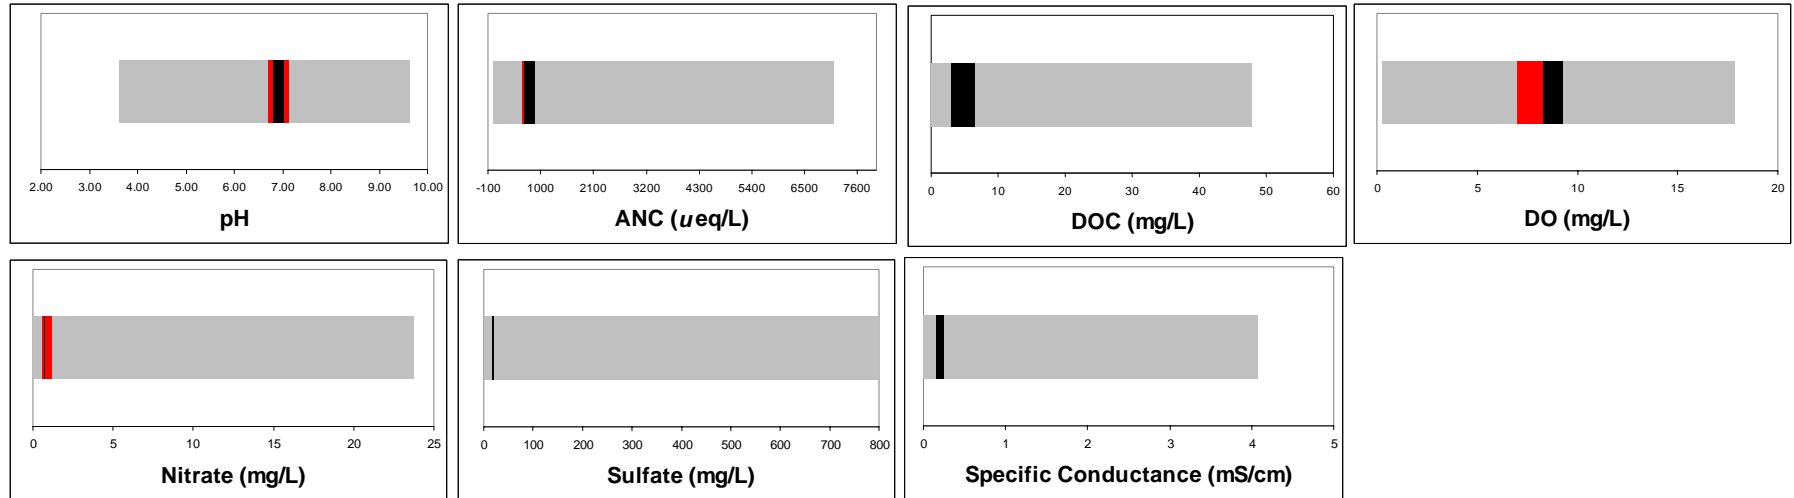 2.00 3.00 4.00 5.00 6.00 7.00 8.00 9.00 10.00
pH
-100 1000 2100 3200 4300 5400 6500 7600
ANC (ueq/L)
0 10 20 30 40 50 60
DOC (mg/L)
0 5 10 15 20
DO (mg/L)
0 5 10 15 20 25
Nitrate (mg/L)
0 100 200 300 400 500 600 700 800
Sulfate (mg/L)
0 1 2 3 4 5
Specific Conductance (mS/cm)